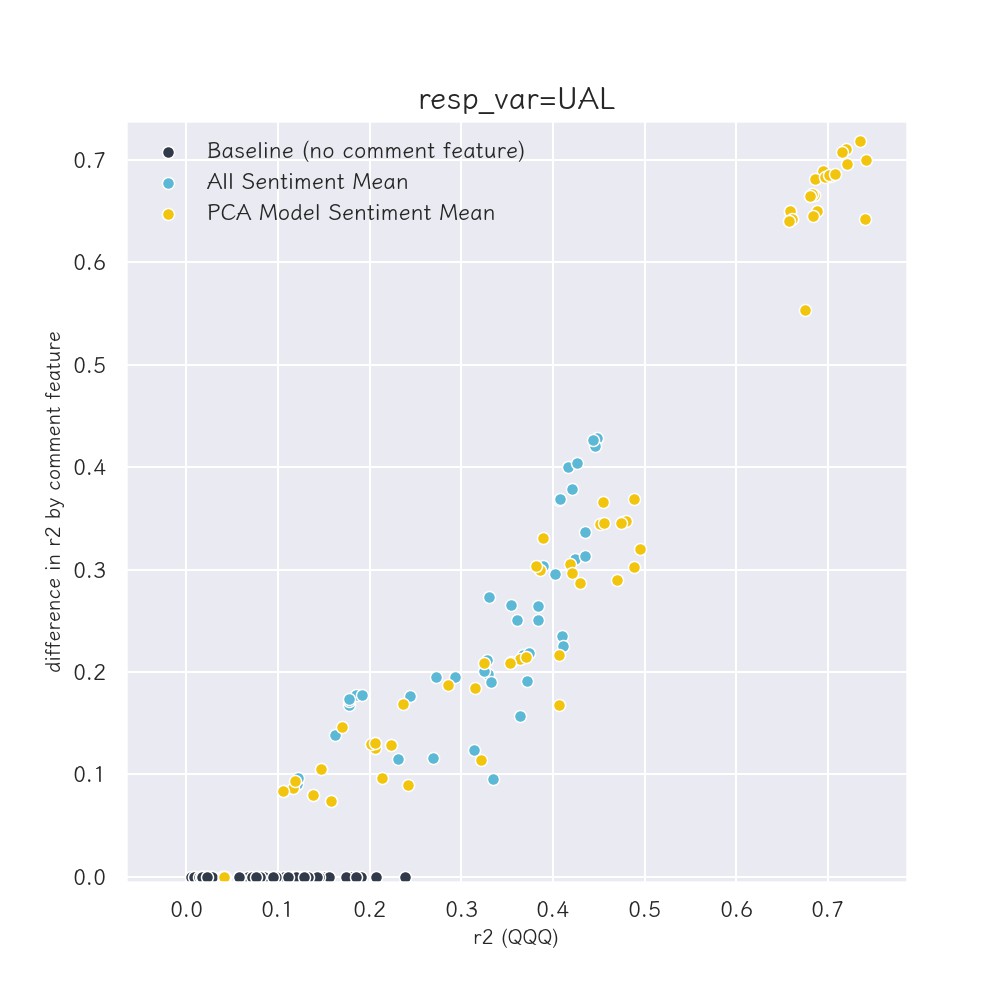 resp_var=UAL
Baseline (no comment feature)
All Sentiment Mean
PCA Model Sentiment Mean
difference in r2 by comment feature
0.7
0.6
0.5
0.4
0.3
0.2
0.1
0.0
0.0 0.1 0.2 0.3 0.4 0.5 0.6 0.7
r2 (QQQ)